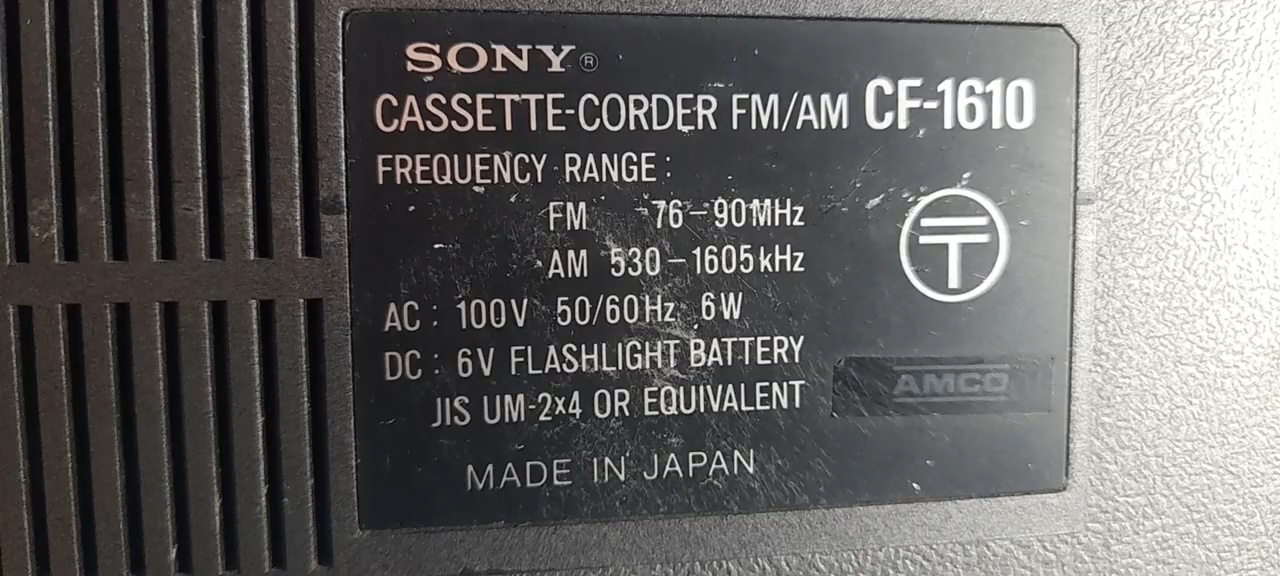 SONY®
CASSETTE-CORDER FM/AM CF-1610
FREQUENCY RANGE:
FM 76–90MHz
AM 530–1605kHz
AC: 100V 50/60Hz 6W
DC: 6V FLASHLIGHT BATTERY
JIS UM-2×4 OR EQUIVALENT
MADE IN JAPAN
T
AMCO